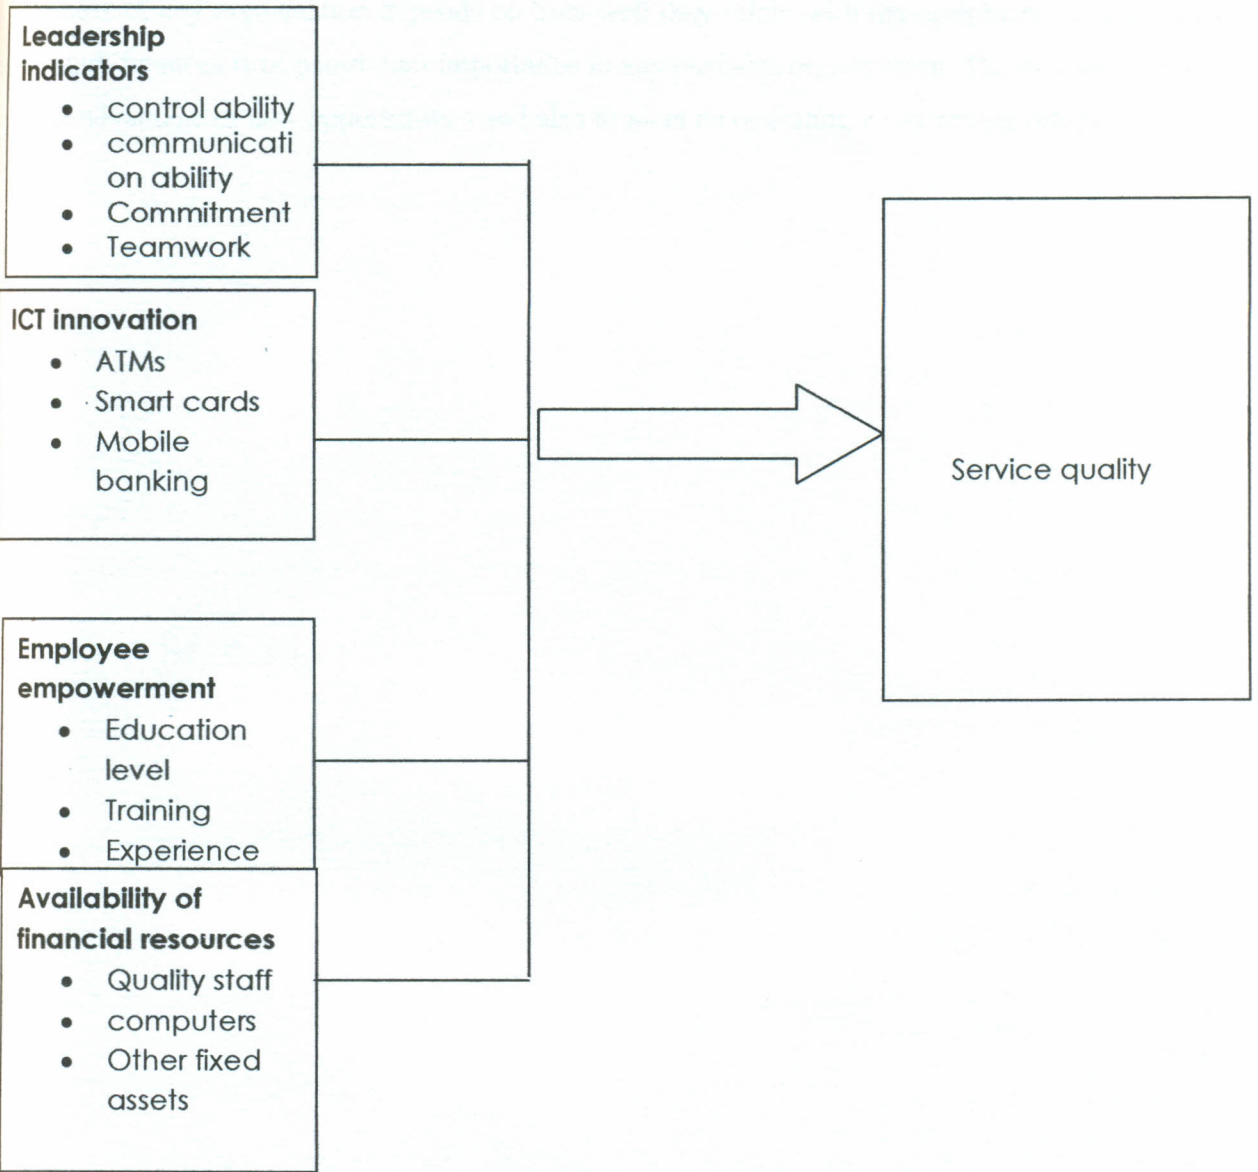 Leadership
indicators
• control ability
• communicati
on ability
• Commitment
• Teamwork
ICT innovation
• ATMs
• Smart cards
• Mobile
banking
Service quality
Employee
empowerment
• Education
level
• Training
• Experience
Availability of
financial resources
• Quality staff
• computers
• Other fixed
assets